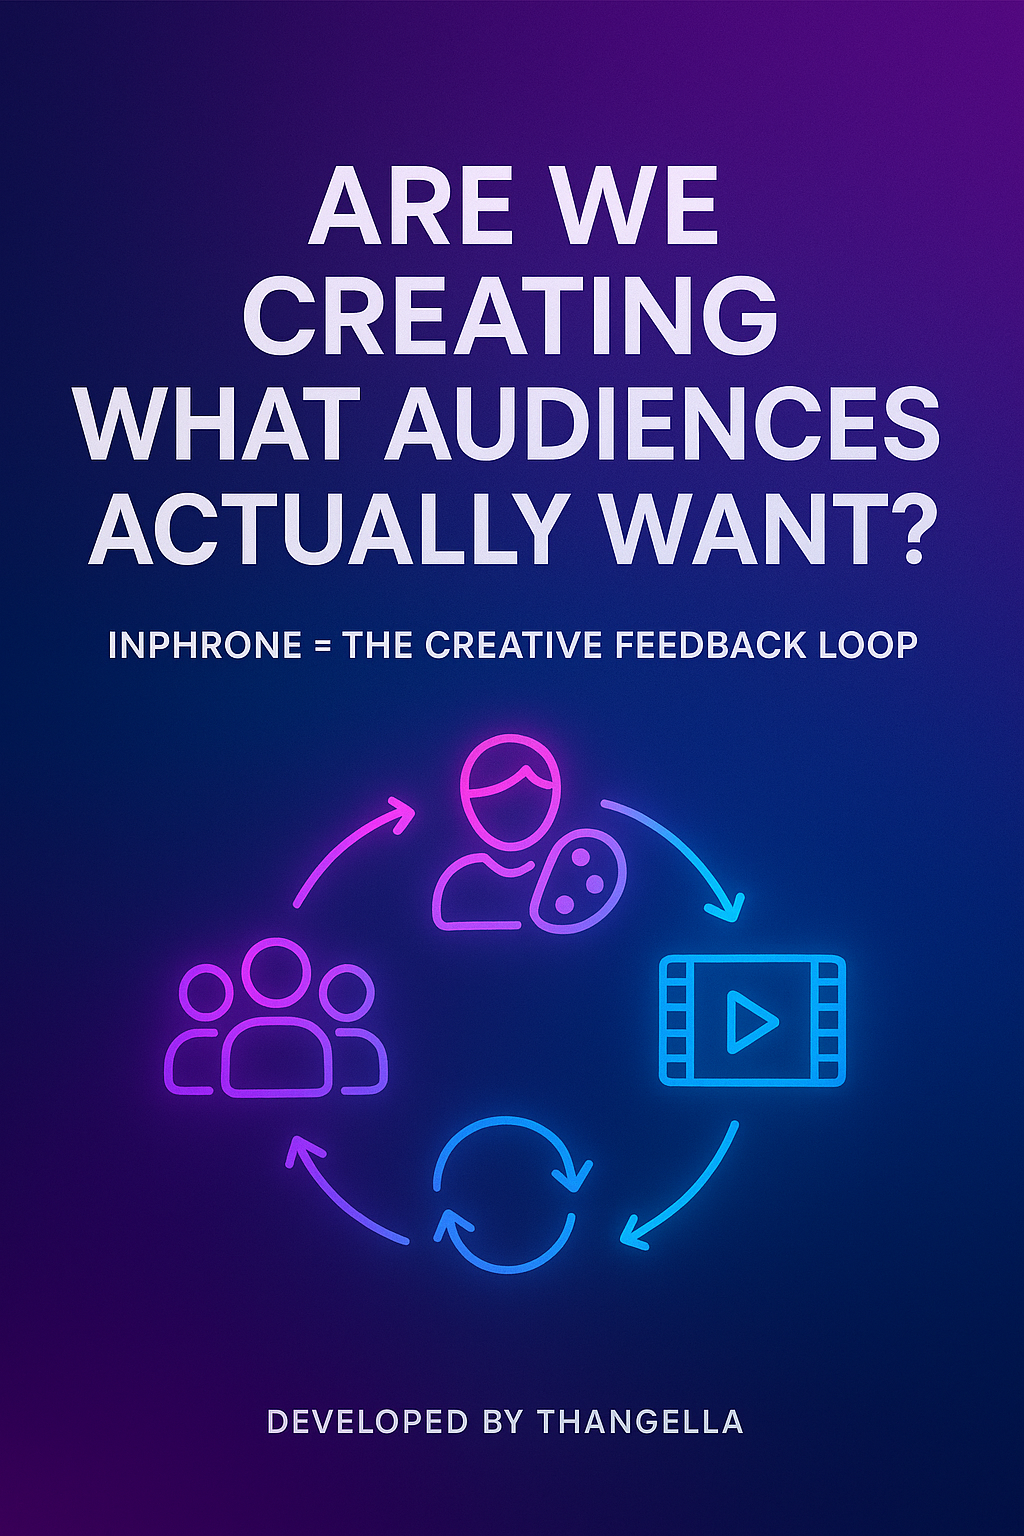 ARE WE
CREATING
WHAT AUDIENCES
ACTUALLY WANT?
INPHRONE = THE CREATIVE FEEDBACK LOOP
DEVELOPED BY THANGELLA